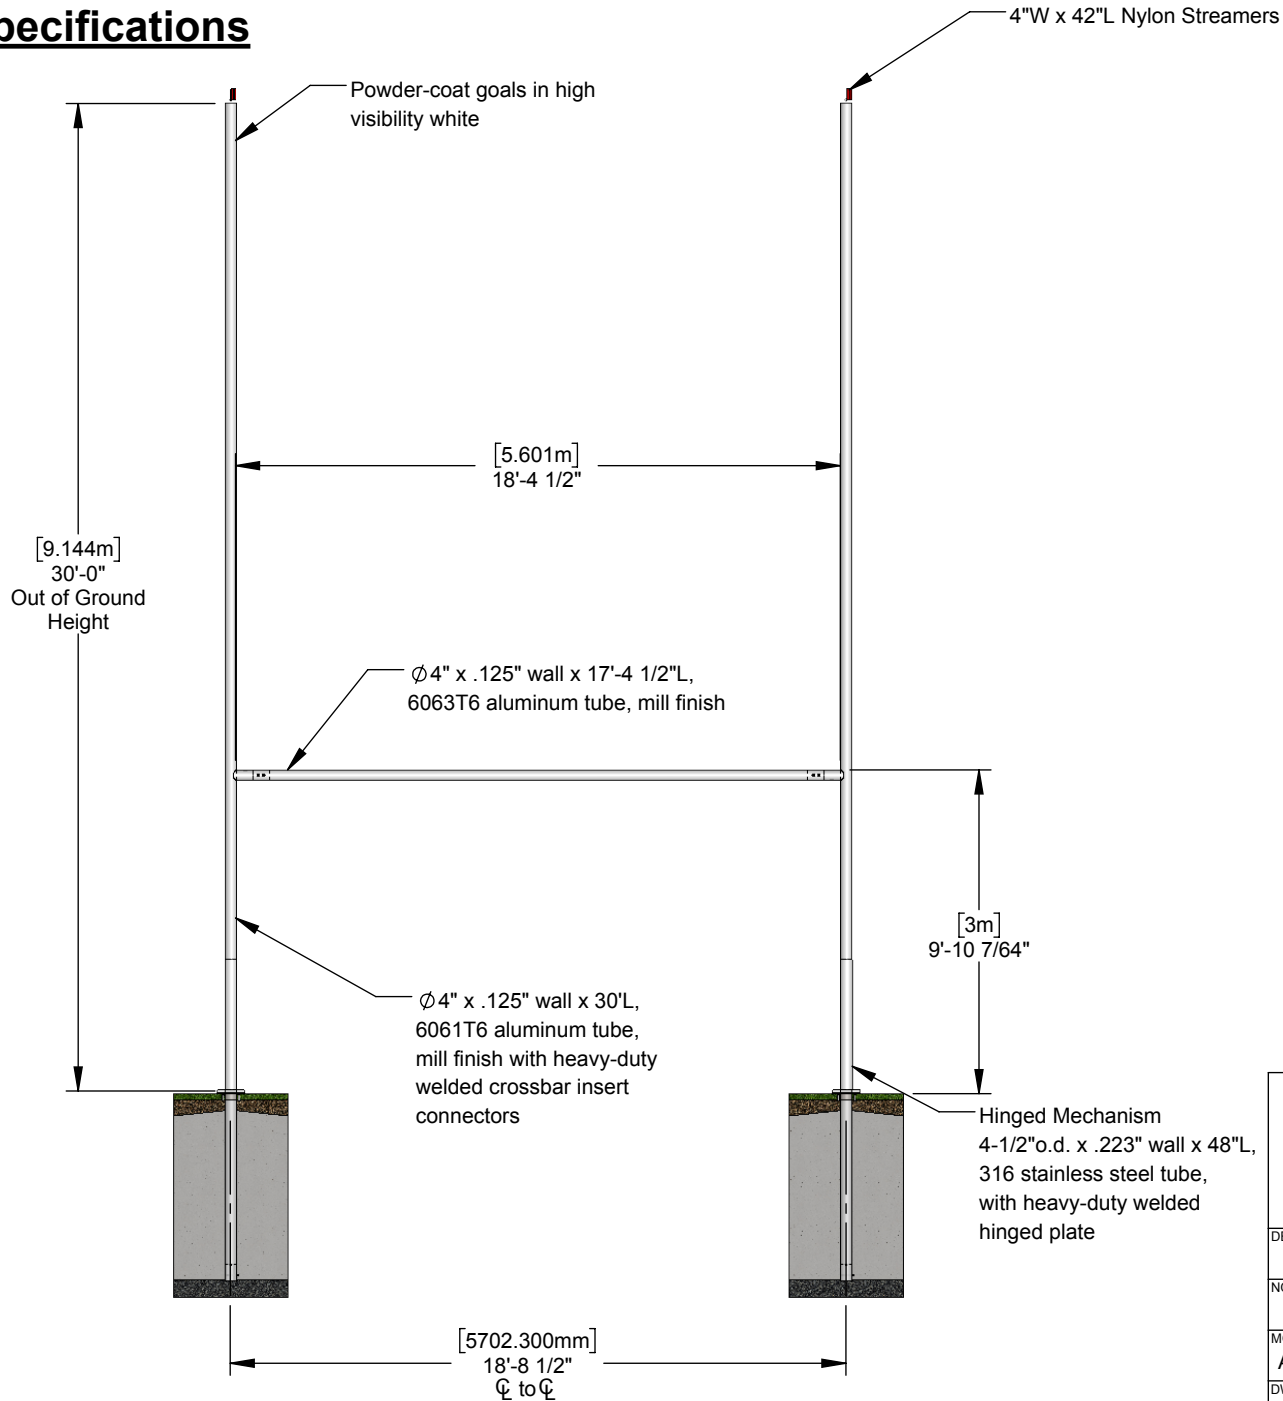 pecifications
4"W x 42"L Nylon Streamers
Powder-coat goals in high
visibility white
[5.601m]
18'-4 1/2"
[9.144m]
30'-0"
Out of Ground
Height
∅4" x .125" wall x 17'-4 1/2"L,
6063T6 aluminum tube, mill finish
[3m]
9'-10 7/64"
∅4" x .125" wall x 30'L,
6061T6 aluminum tube,
mill finish with heavy-duty
welded crossbar insert
connectors
Hinged Mechanism
4-1/2"o.d. x .223" wall x 48"L,
316 stainless steel tube,
with heavy-duty welded
hinged plate
[5702.300mm]
18'-8 1/2"
℄ to ℄